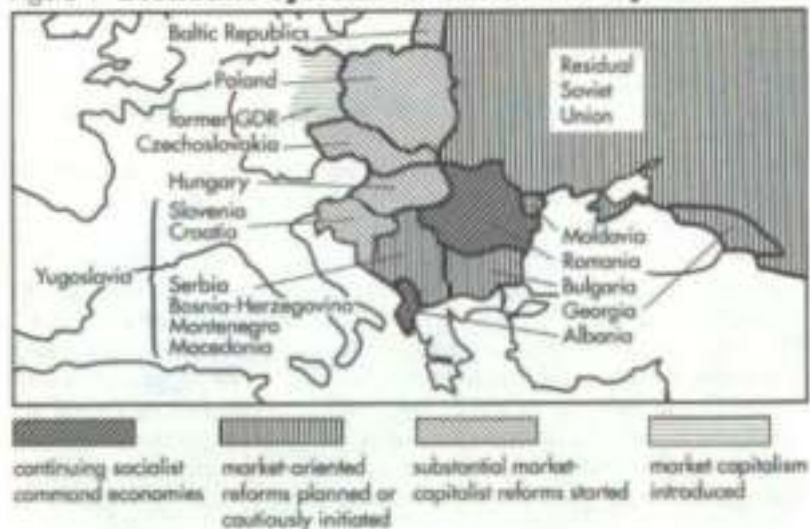 Baltic Republics
Poland
former GDR
Czechoslovakia
Hungary
Slovenia
Croatia
Yugoslavia
Serbia
Bosnia-Herzegovina
Montenegro
Macedonia
Residual
Soviet
Union
Moldavia
Romania
Bulgaria
Georgia
Albania
continuing socialist
command economies
market-oriented
reforms planned or
cautiously initiated
substantial market-
capitalist reforms started
market capitalism
introduced